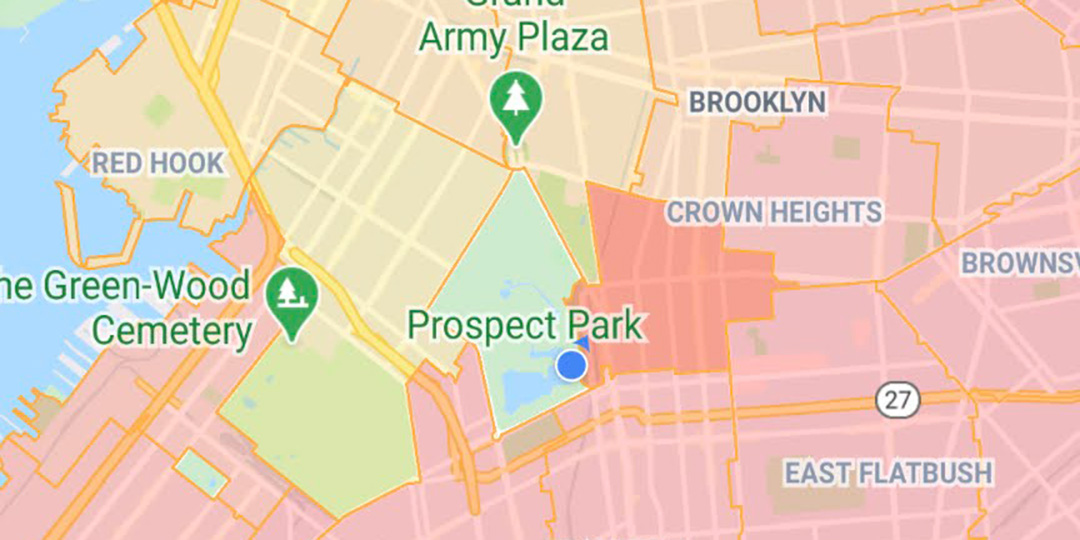 Grand
Army Plaza
BROOKLYN
RED HOOK
CROWN HEIGHTS
BROWNSV
he Green-Wood
Cemetery
Prospect Park
27
EAST FLATBUSH